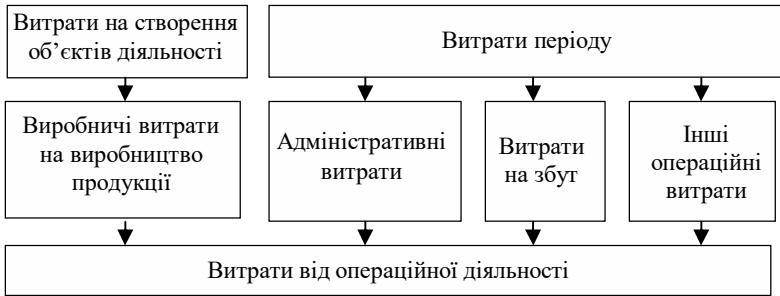 Витрати на створення
об’єктів діяльності
Витрати періоду
Виробничі витрати
на виробництво
продукції
Адміністративні
витрати
Витрати
на збут
Інші
операційні
витрати
Витрати від операційної діяльності